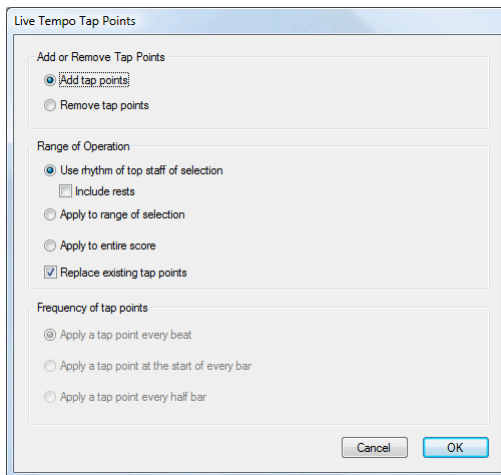 Live Tempo Tap Points
Add or Remove Tap Points
Add tap points
Remove tap points
Range of Operation
Use rhythm of top staff of selection
Include rests
Apply to range of selection
Apply to entire score
Replace existing tap points
Frequency of tap points
Apply a tap point every beat
Apply a tap point at the start of every bar
Apply a tap point every half bar
Cancel OK